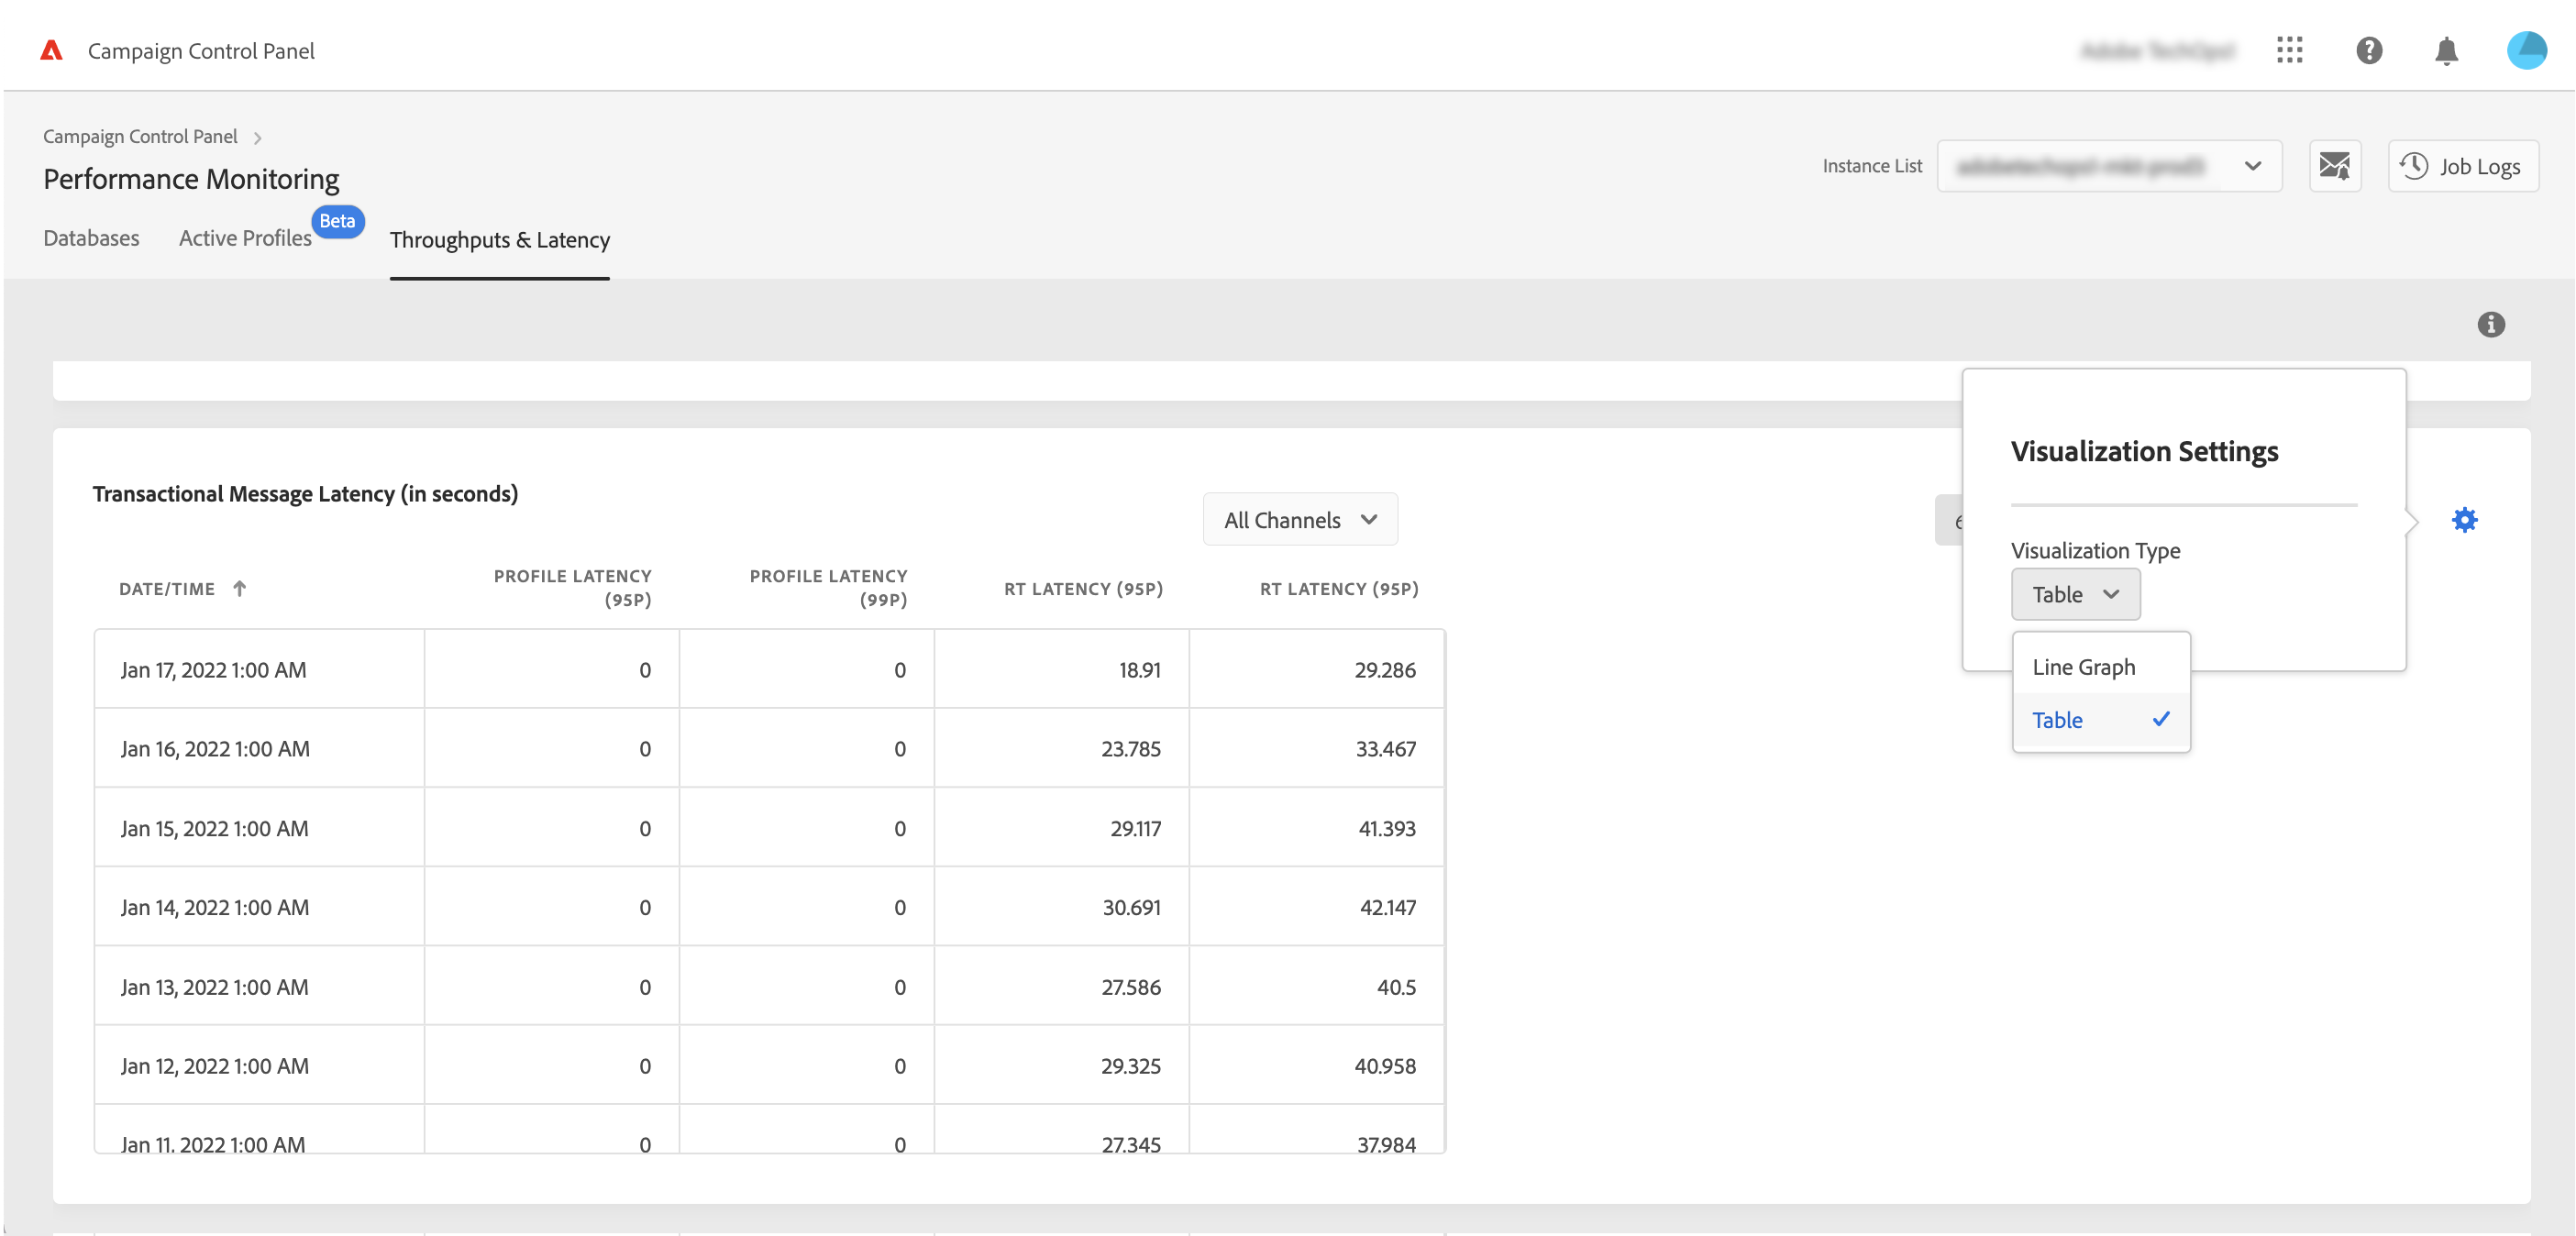 Campaign Control Panel
Campaign Control Panel
Performance Monitoring
Instance List
Job Logs
Databases
Active Profiles
Beta
Throughputs & Latency
Visualization Settings
Transactional Message Latency (in seconds)
All Channels
Visualization Type
Table
Line Graph
Table
DATE/TIME
PROFILE LATENCY
(95P)
PROFILE LATENCY
(99P)
RT LATENCY (95P)
RT LATENCY (95P)
Jan 17, 2022 1:00 AM 0 0 18.91 29.286
Jan 16, 2022 1:00 AM 0 0 23.785 33.467
Jan 15, 2022 1:00 AM 0 0 29.117 41.393
Jan 14, 2022 1:00 AM 0 0 30.691 42.147
Jan 13, 2022 1:00 AM 0 0 27.586 40.5
Jan 12, 2022 1:00 AM 0 0 29.325 40.958
Jan 11, 2022 1:00 AM 0 0 27.345 37.984